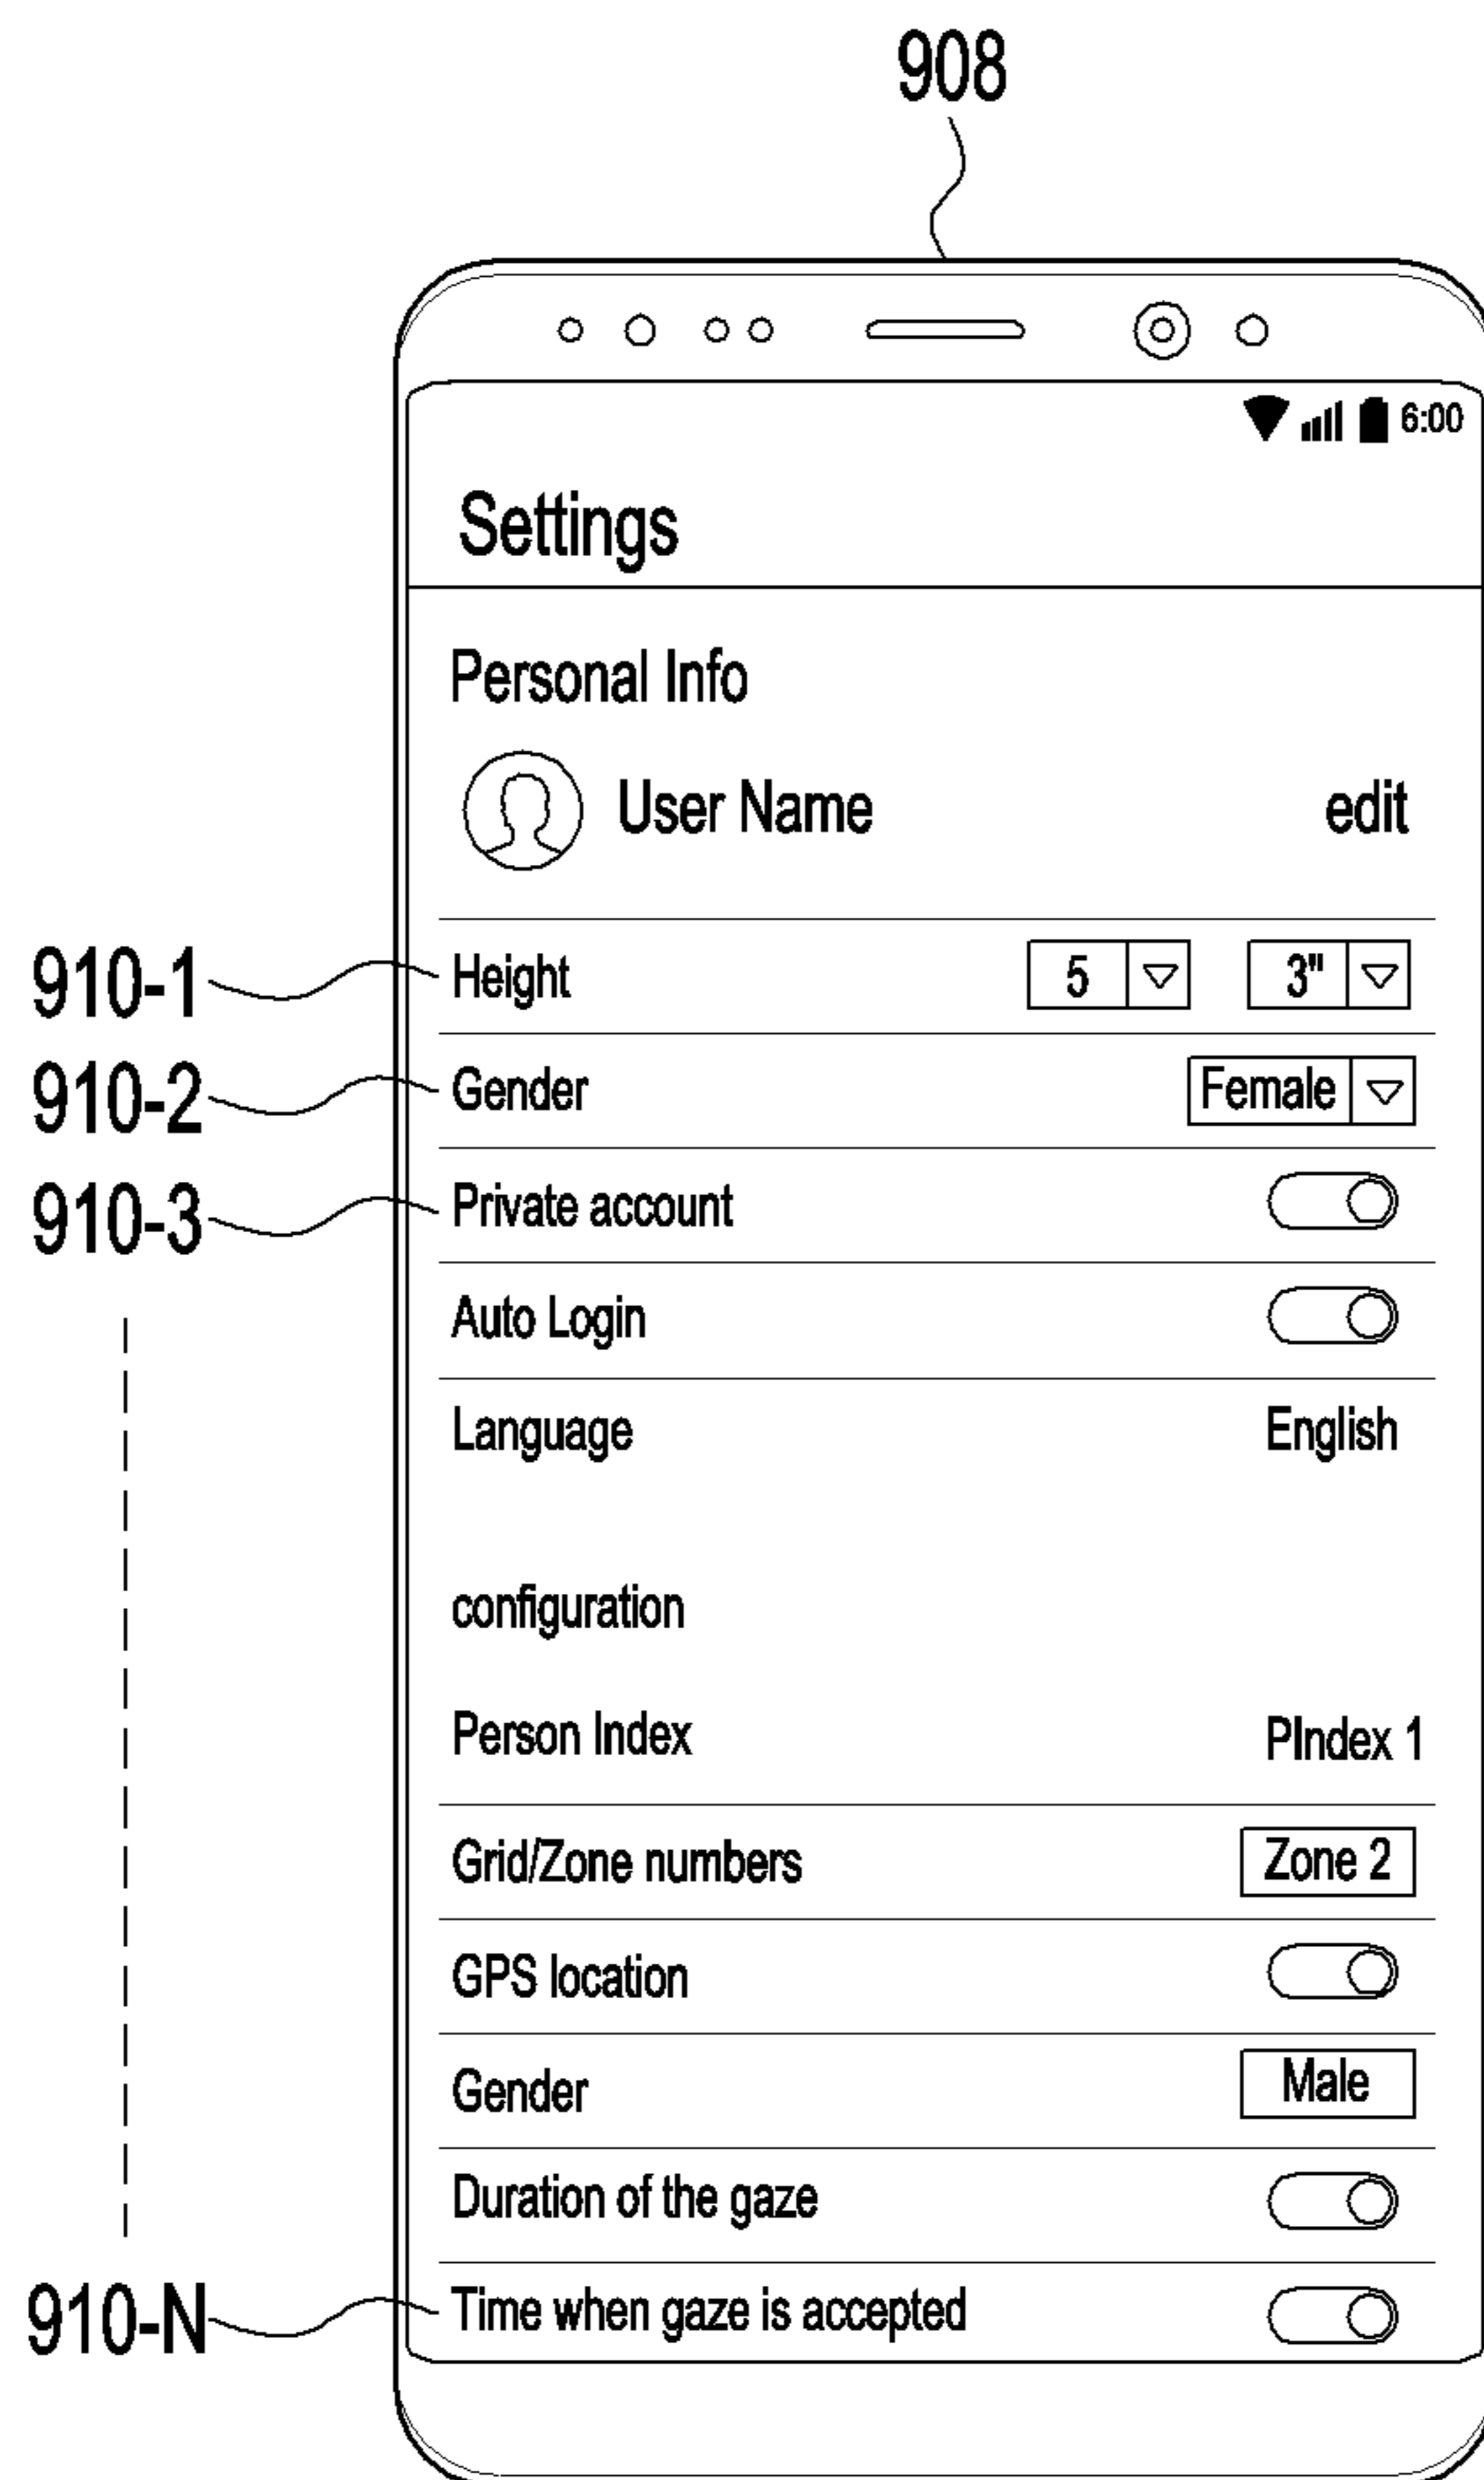 908
6:00
Settings
Personal Info
User Name edit
910-1 Height 5 3"
910-2 Gender Female
910-3 Private account
Auto Login
Language English
configuration
Person Index PIndex 1
Grid/Zone numbers Zone 2
GPS location
Gender Male
Duration of the gaze
910-N Time when gaze is accepted